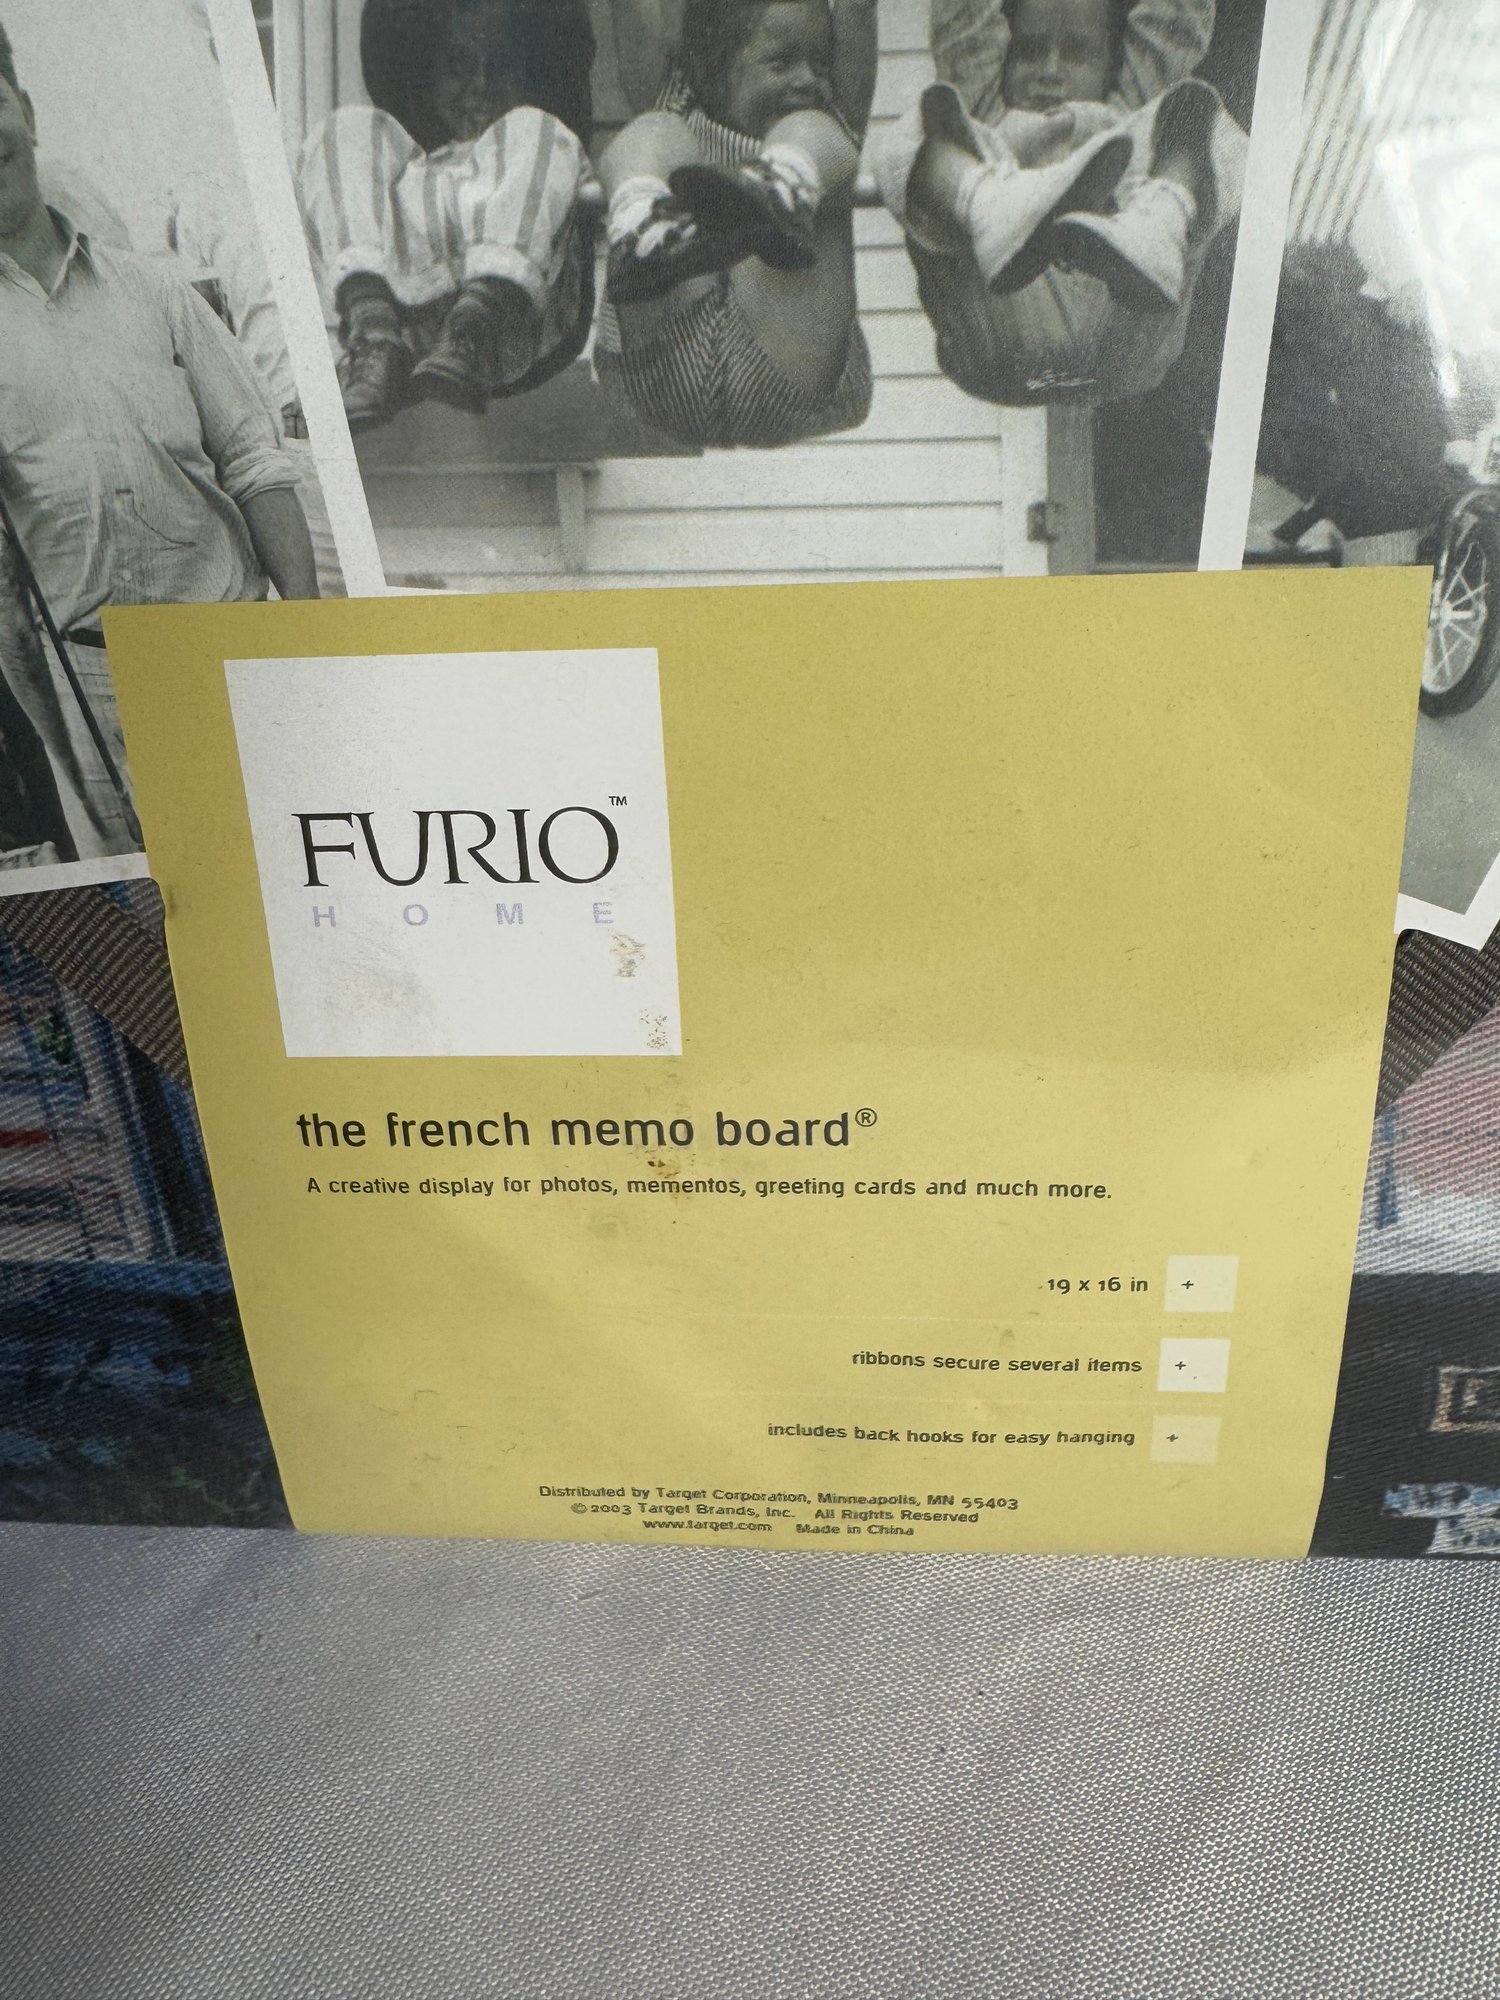 FURIO™
HOME
the french memo board®
A creative display for photos, mementos, greeting cards and much more.
19 x 16 in +
ribbons secure several items +
includes back hooks for easy hanging +
Distributed by Target Corporation, Minneapolis, MN 55403
© 2003 Target Brands, Inc. All Rights Reserved
www.target.com Made in China